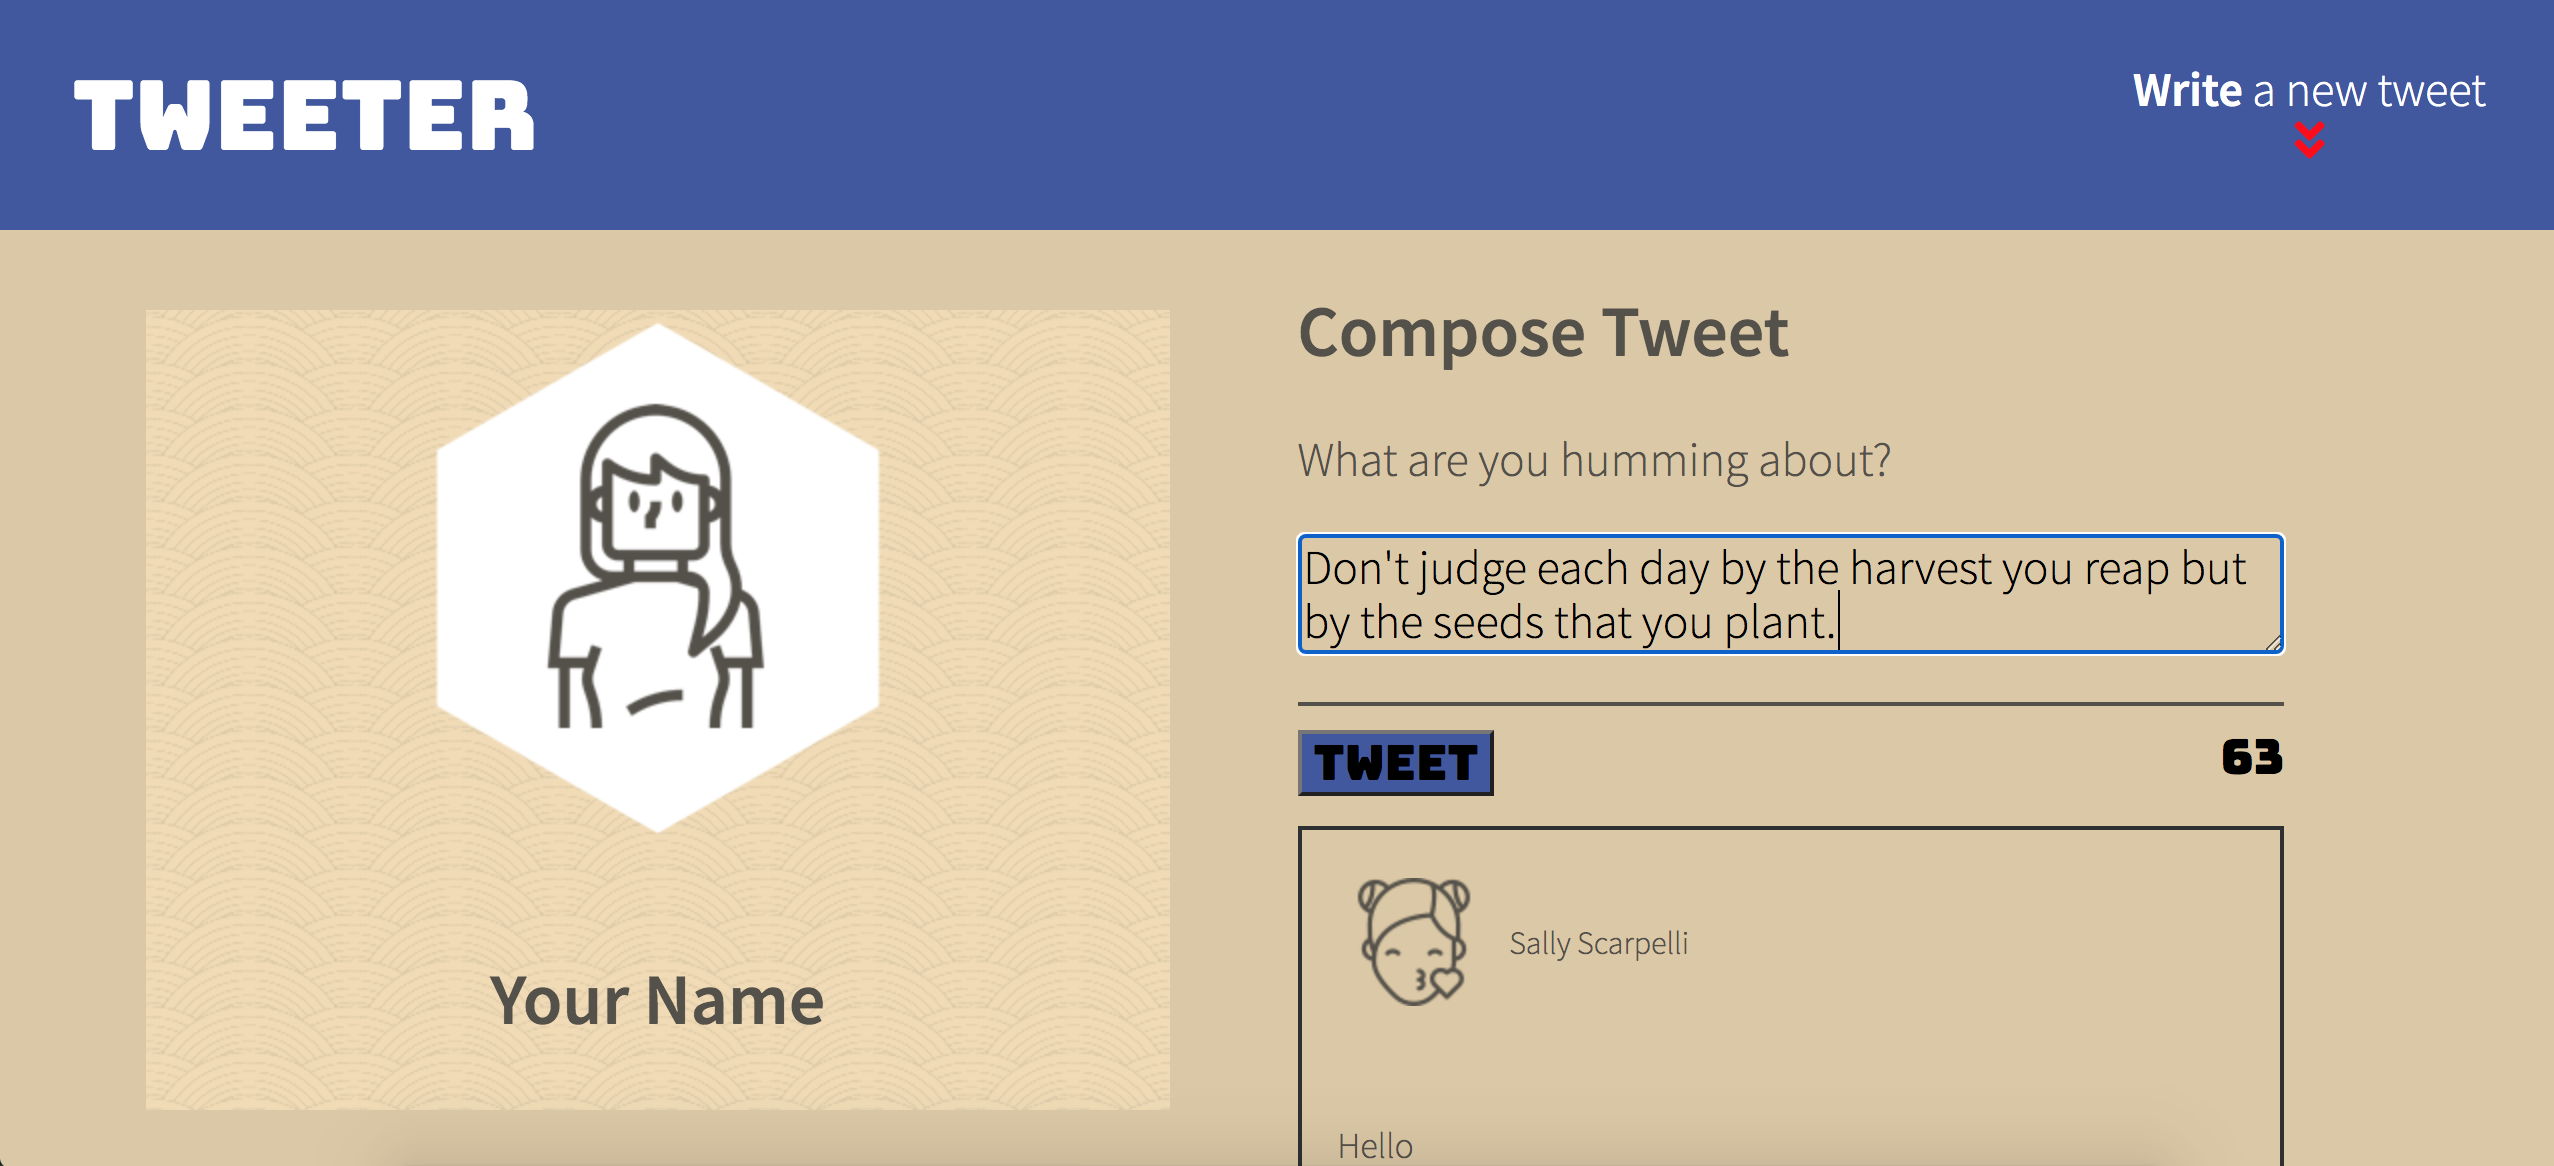 TWEETER
Write a new tweet
Your Name
Compose Tweet
What are you humming about?
Don't judge each day by the harvest you reap but
by the seeds that you plant.
TWEET
63
Sally Scarpelli
Hello